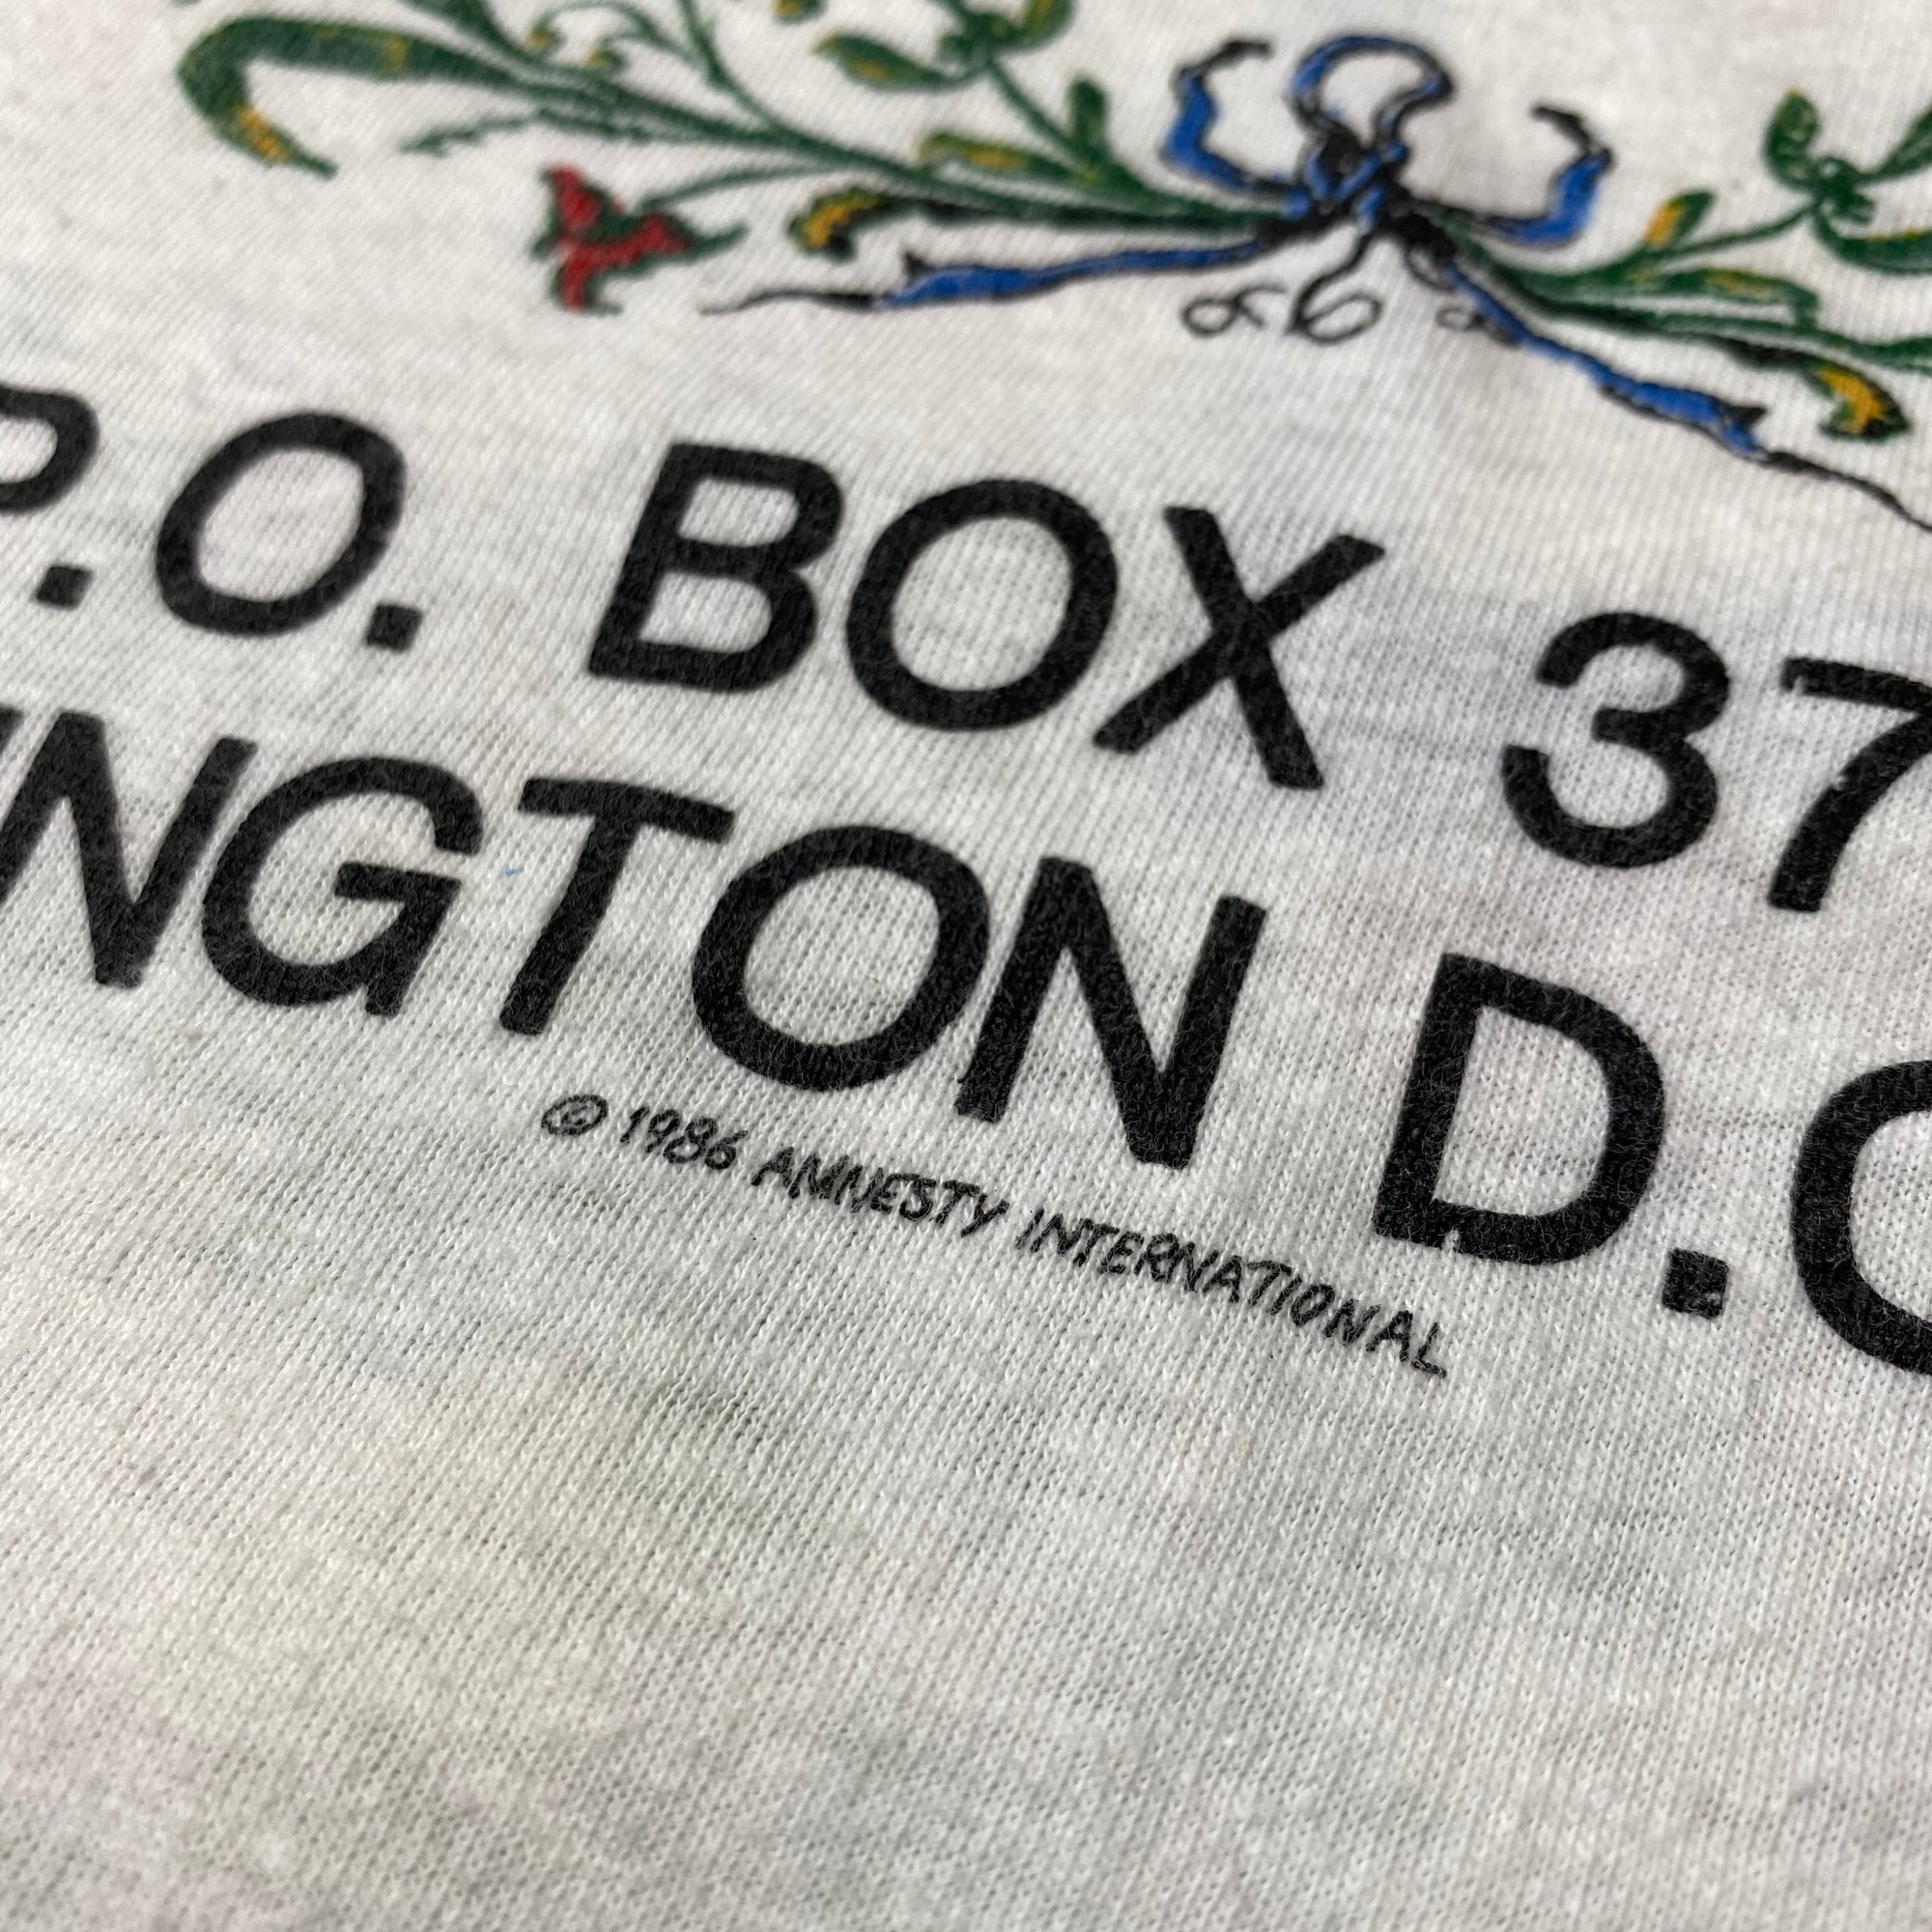 P.O. BOX 37
NGTON D.C
© 1986 AMNESTY INTERNATIONAL